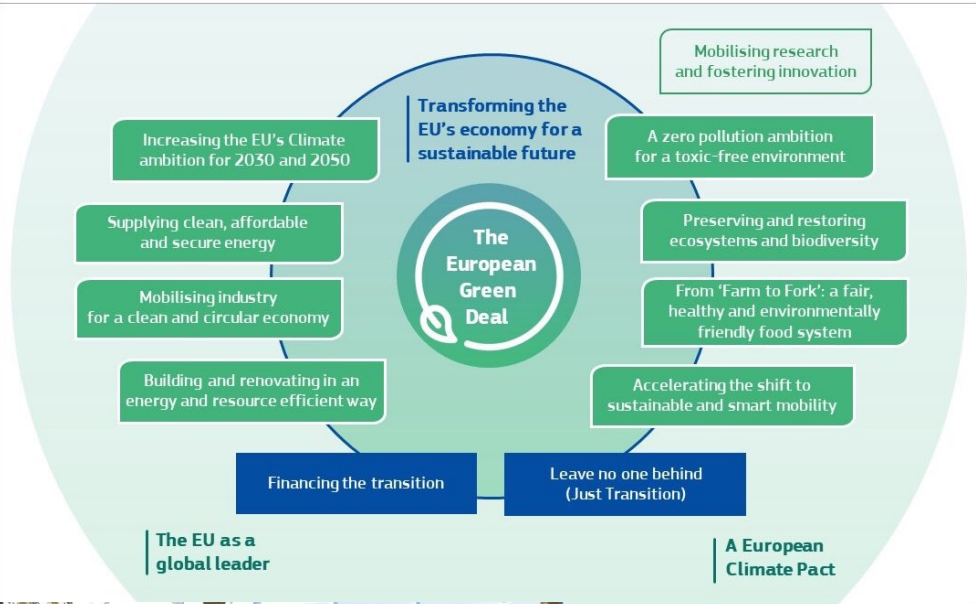 Mobilising research
and fostering innovation
Transforming the
EU's economy for a
sustainable future
Increasing the EU's Climate
ambition for 2030 and 2050
A zero pollution ambition
for a toxic-free environment
Supplying clean, affordable
and secure energy
Preserving and restoring
ecosystems and biodiversity
The
European
Green
Deal
Mobilising industry
for a clean and circular economy
From ‘Farm to Fork’: a fair,
healthy and environmentally
friendly food system
Building and renovating in an
energy and resource efficient way
Accelerating the shift to
sustainable and smart mobility
Financing the transition
Leave no one behind
(Just Transition)
The EU as a
global leader
A European
Climate Pact